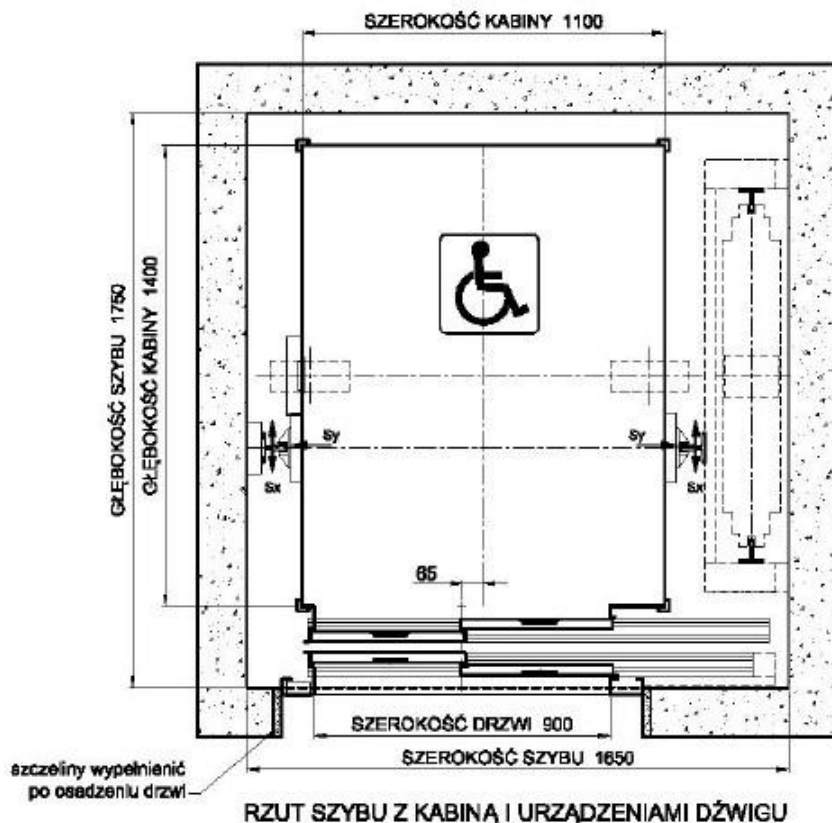 SZEROKOŚĆ KABINY 1100
GŁĘBOKOŚĆ SZYBU 1750
GŁĘBOKOŚĆ KABINY 1400
Sy
Sy
Sx
Sx
65
SZEROKOŚĆ DRZWI 900
SZEROKOŚĆ SZYBU 1650
szczeliny wypełnienić
po osadzeniu drzwi
RZUT SZYBU Z KABINĄ I URZĄDZENIAMI DŹWIGU